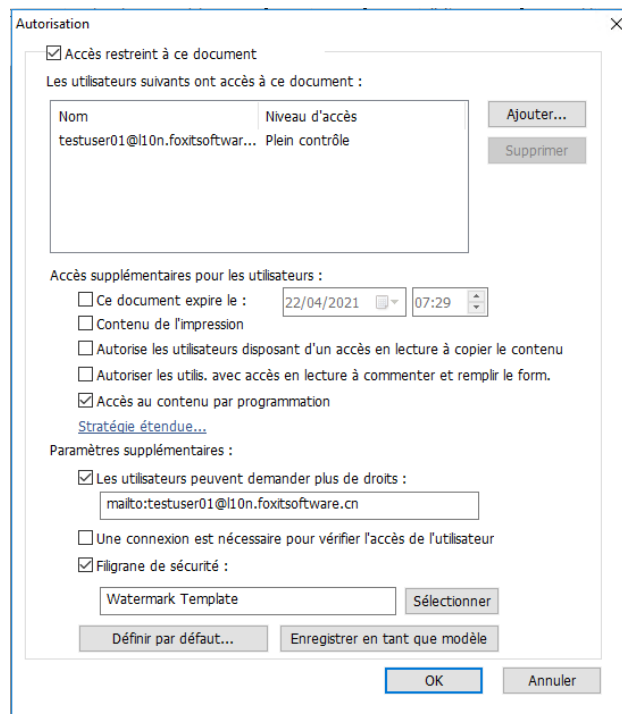 Autorisation
Accès restreint à ce document
Les utilisateurs suivants ont accès à ce document :
Nom Niveau d'accès
Ajouter...
testuser01@l10n.foxitsoftwar... Plein contrôle
Supprimer
Accès supplémentaires pour les utilisateurs :
Ce document expire le : 22/04/2021 07:29
Contenu de l'impression
Autorise les utilisateurs disposant d'un accès en lecture à copier le contenu
Autoriser les utilis. avec accès en lecture à commenter et remplir le form.
Accès au contenu par programmation
Stratégie étendue...
Paramètres supplémentaires :
Les utilisateurs peuvent demander plus de droits :
mailto:testuser01@l10n.foxitsoftware.cn
Une connexion est nécessaire pour vérifier l'accès de l'utilisateur
Filigrane de sécurité :
Watermark Template Sélectionner
Définir par défaut... Enregistrer en tant que modèle
OK Annuler